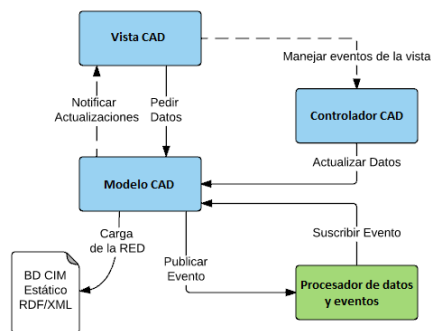 Vista CAD
Manejar eventos de la vista
Notificar
Actualizaciones
Pedir
Datos
Controlador CAD
Actualizar Datos
Modelo CAD
Carga
de la RED
Suscribir Evento
Publicar
Evento
BD CIM
Estático
RDF/XML
Procesador de datos
y eventos